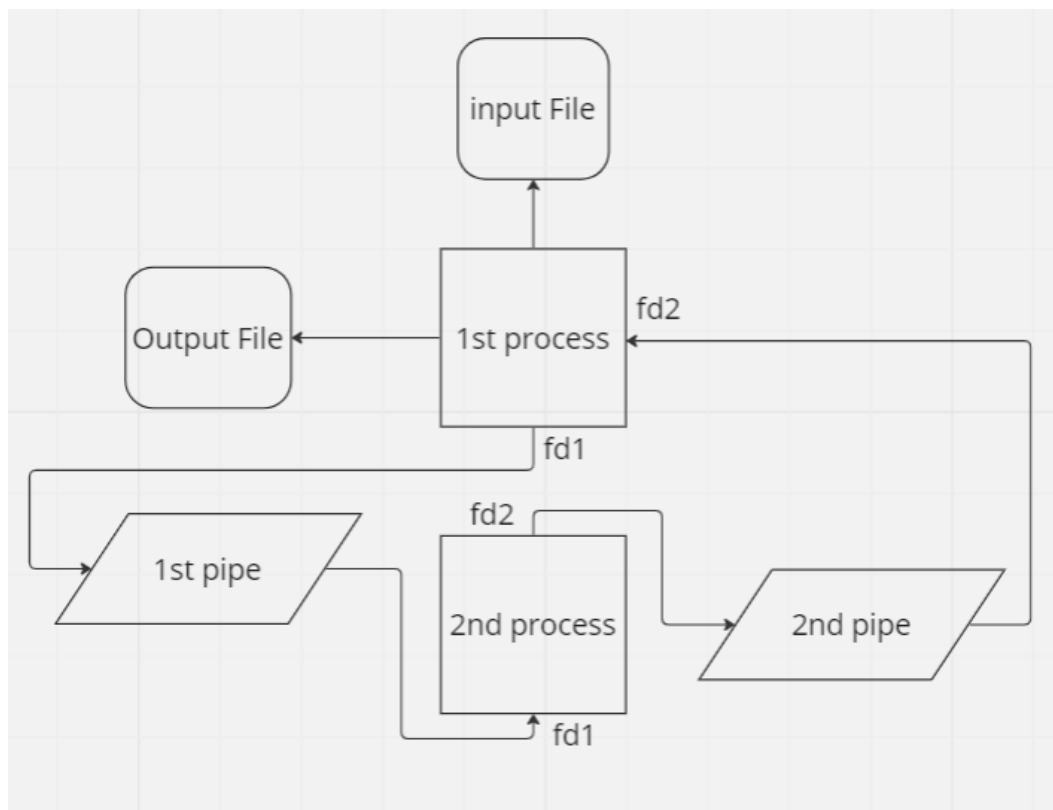 input File
Output File
1st process
fd2
fd1
fd2
1st pipe
2nd process
2nd pipe
fd1